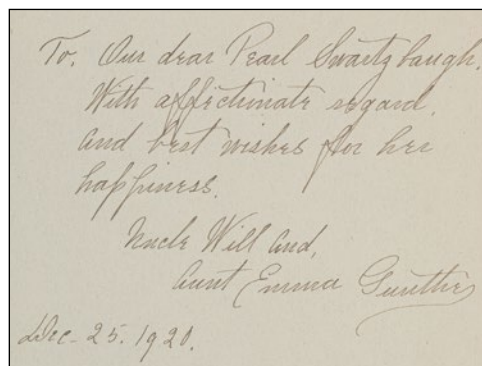 To, Our dear Pearl Swartzbaugh.
With affectionate regard,
and best wishes for her
happiness.
Uncle Will and,
Aunt Emma Gunther
Dec - 25. 1920.